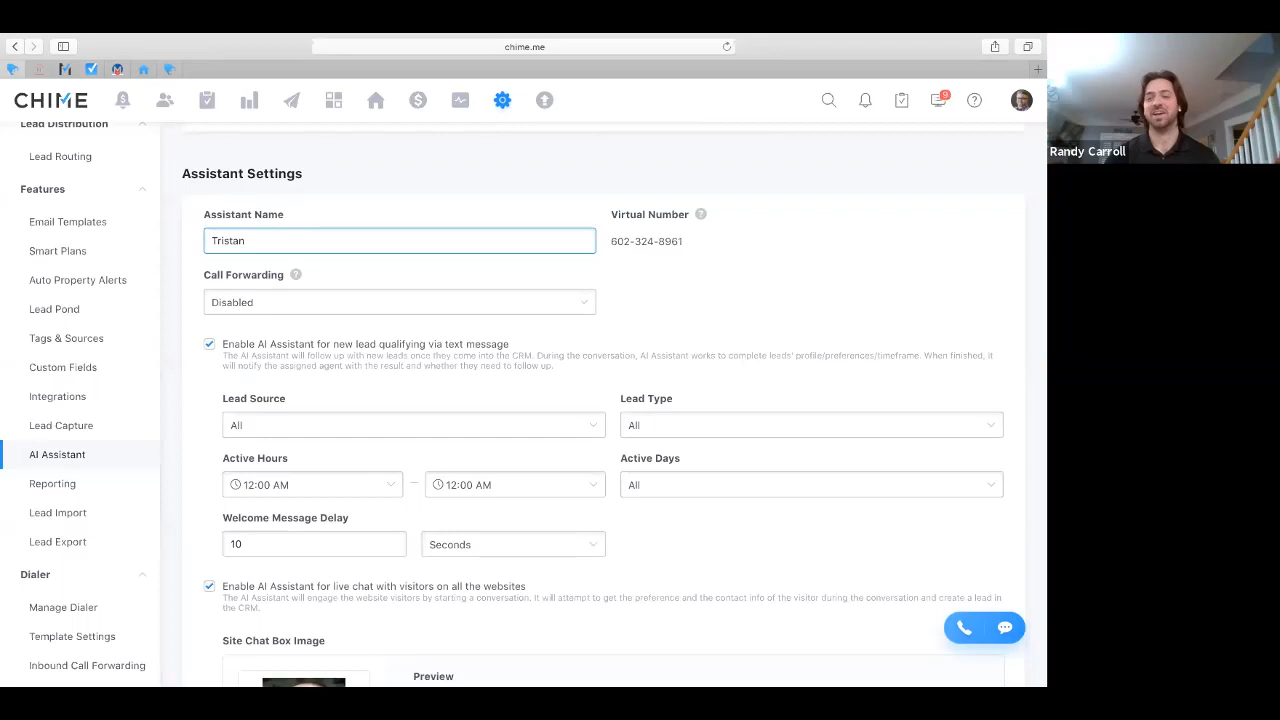 chime.me
CHIME
9
Randy Carroll
Lead Distribution
Lead Routing
Features
Email Templates
Smart Plans
Auto Property Alerts
Lead Pond
Tags & Sources
Custom Fields
Integrations
Lead Capture
AI Assistant
Reporting
Lead Import
Lead Export
Dialer
Manage Dialer
Template Settings
Inbound Call Forwarding
Assistant Settings
Assistant Name
Virtual Number ?
Tristan
602-324-8961
Call Forwarding ?
Disabled
Enable AI Assistant for new lead qualifying via text message
The AI Assistant will follow up with new leads once they come into the CRM. During the conversation, AI Assistant works to complete leads' profile/preferences/timeframe. When finished, it
will notify the assigned agent with the result and whether they need to follow up.
Lead Source
Lead Type
All
All
Active Hours
Active Days
12:00 AM – 12:00 AM
All
Welcome Message Delay
10
Seconds
Enable AI Assistant for live chat with visitors on all the websites
The AI Assistant will engage the website visitors by starting a conversation. It will attempt to get the preference and the contact info of the visitor during the conversation and create a lead in
the CRM.
Site Chat Box Image
Preview